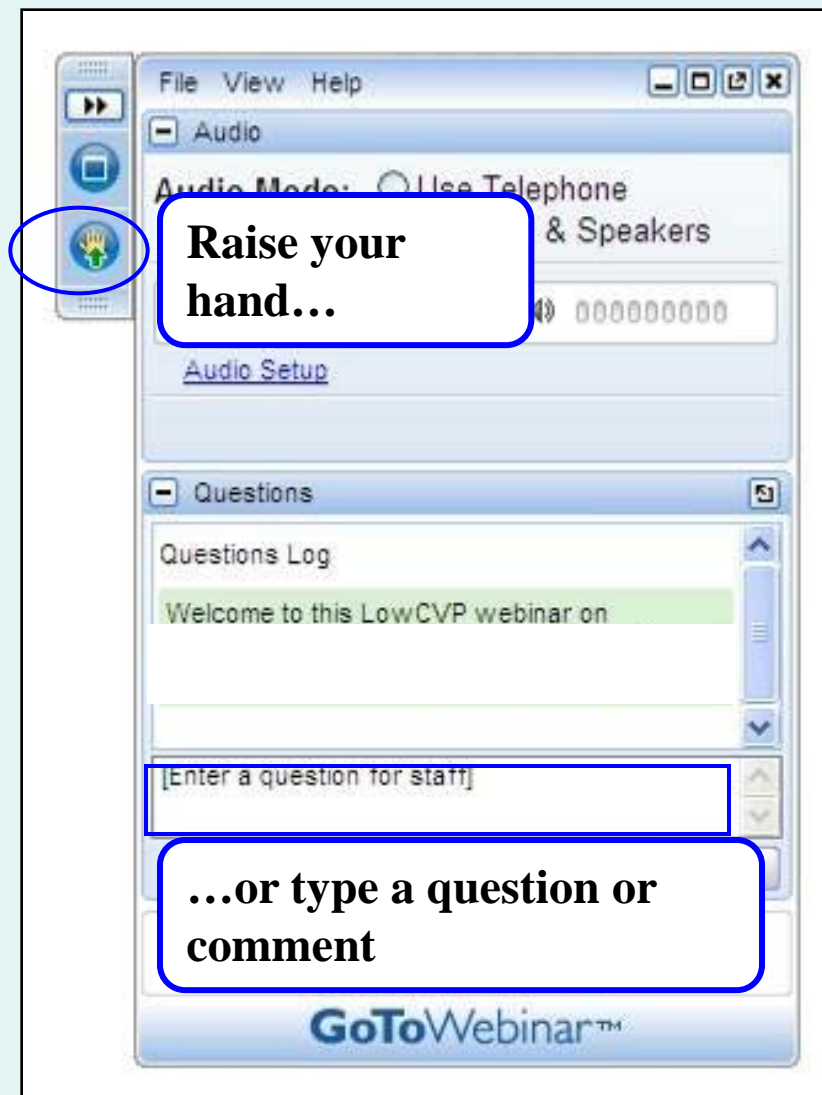 File View Help
Audio
Audio Mode: Use Telephone
& Speakers
Raise your
hand…
000000000
Audio Setup
Questions
Questions Log
Welcome to this LowCVP webinar on
[Enter a question for staff]
…or type a question or
comment
GoToWebinar™